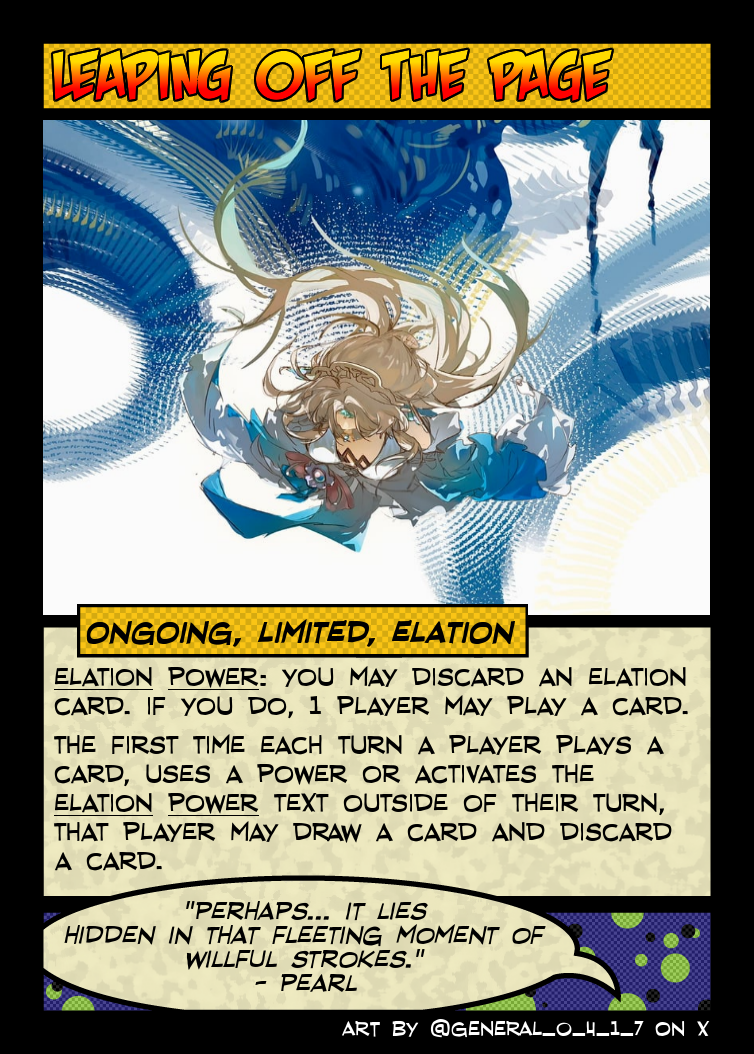 LEAPING OFF THE PAGE
ONGOING, LIMITED, ELATION
ELATION POWER: YOU MAY DISCARD AN ELATION
CARD. IF YOU DO, 1 PLAYER MAY PLAY A CARD.
THE FIRST TIME EACH TURN A PLAYER PLAYS A
CARD, USES A POWER OR ACTIVATES THE
ELATION POWER TEXT OUTSIDE OF THEIR TURN,
THAT PLAYER MAY DRAW A CARD AND DISCARD
A CARD.
"PERHAPS... IT LIES
HIDDEN IN THAT FLEETING MOMENT OF
WILLFUL STROKES."
- PEARL
ART BY @GENERAL_O_4_1_7 ON X